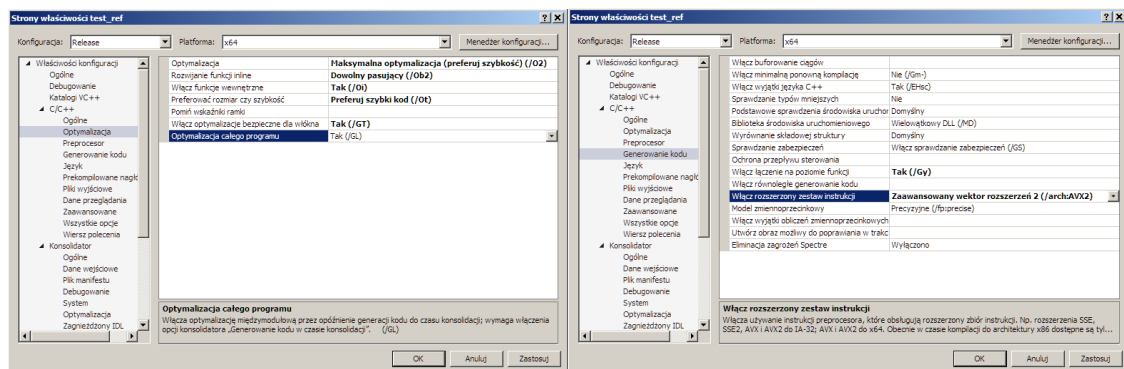 Strony właściwości test_ref
Konfiguracja: Release Platforma: x64 Menedżer konfiguracji...
Właściwości konfiguracji
Ogólne
Debugowanie
Katalogi VC++
C/C++
Ogólne
Optymalizacja
Preprocesor
Generowanie kodu
Język
Prekompilowane nagłó
Pliki wyjściowe
Dane przeglądania
Zaawansowane
Wszystkie opcje
Wiersz polecenia
Konsolidator
Ogólne
Dane wejściowe
Plik manifestu
Debugowanie
System
Optymalizacja
Zagnieżdżony IDL
Optymalizacja Maksymalna optymalizacja (preferuj szybkość) (/O2)
Rozwijanie funkcji inline Dowolny pasujący (/Ob2)
Włącz funkcje wewnętrzne Tak (/Oi)
Preferować rozmiar czy szybkość Preferuj szybki kod (/Ot)
Pomiń wskaźniki ramki
Włącz optymalizacje bezpieczne dla włókna Tak (/GT)
Optymalizacja całego programu Tak (/GL)
Optymalizacja całego programu
Włącza optymalizację międzymodułową przez opóźnienie generacji kodu do czasu konsolidacji; wymaga włączenia
opcji konsolidatora „Generowanie kodu w czasie konsolidacji”. (/GL)
OK Anuluj Zastosuj
Strony właściwości test_ref
Konfiguracja: Release Platforma: x64 Menedżer konfiguracji...
Właściwości konfiguracji
Ogólne
Debugowanie
Katalogi VC++
C/C++
Ogólne
Optymalizacja
Preprocesor
Generowanie kodu
Język
Prekompilowane nagłó
Pliki wyjściowe
Dane przeglądania
Zaawansowane
Wszystkie opcje
Wiersz polecenia
Konsolidator
Ogólne
Dane wejściowe
Plik manifestu
Debugowanie
System
Optymalizacja
Zagnieżdżony IDL
Włącz buforowanie ciągów
Włącz minimalną ponowną kompilację Nie (/Gm-)
Włącz wyjątki języka C++ Tak (/EHsc)
Sprawdzanie typów mniejszych Nie
Podstawowe sprawdzenia środowiska uruchor Domyślny
Biblioteka środowiska uruchomieniowego Wielowątkowy DLL (/MD)
Wyrównanie składowej struktury Domyślny
Sprawdzanie zabezpieczeń Włącz sprawdzanie zabezpieczeń (/GS)
Ochrona przepływu sterowania
Włącz łączenie na poziomie funkcji Tak (/Gy)
Włącz równoległe generowanie kodu
Włącz rozszerzony zestaw instrukcji Zaawansowany wektor rozszerzeń 2 (/arch:AVX2)
Model zmiennoprzecinkowy Precyzyjne (/fp:precise)
Włącz wyjątki obliczeń zmiennoprzecinkowych
Utwórz obraz możliwy do poprawiania w trakc
Eliminacja zagrożeń Spectre Wyłączono
Włącz rozszerzony zestaw instrukcji
Włącza używanie instrukcji preprocesora, które obsługują rozszerzony zbiór instrukcji. Np. rozszerzenia SSE,
SSE2, AVX i AVX2 do IA-32; AVX i AVX2 do x64. Obecnie w czasie kompilacji do architektury x86 dostępne są tyl...
OK Anuluj Zastosuj